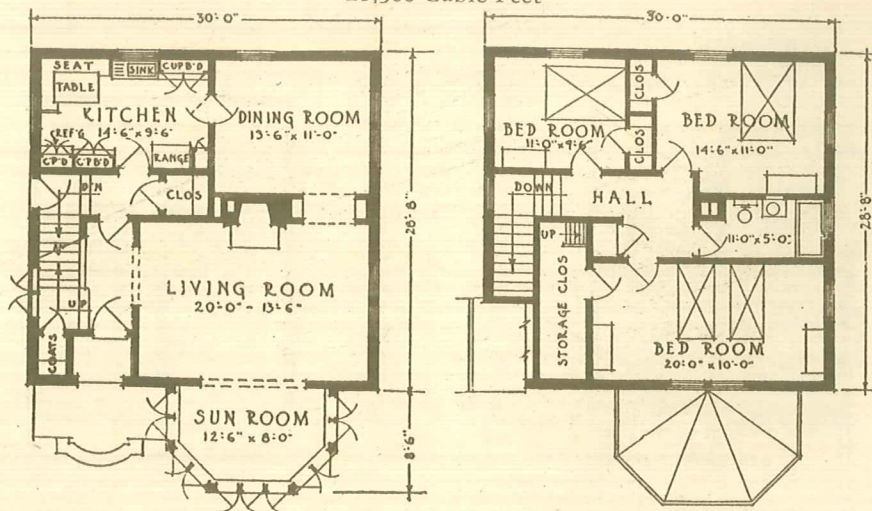 Cubic Feet
30'-0"
SEAT
TABLE
SINK
CUPB'D
KITCHEN
14'-6" x 9'-6"
REF'G
CP'D
CPB'D
RANGE
DINING ROOM
13'-6" x 11'-0"
D'N
CLOS
UP
COATS
LIVING ROOM
20'-0" - 13'-6"
SUN ROOM
12'-6" x 8'-0"
28'-8"
8'-6"
30'-0"
BED ROOM
11'-0" x 9'-6"
CLOS
CLOS
BED ROOM
14'-6" x 11'-0"
DOWN
HALL
UP
STORAGE CLOS
11'-0" x 5'-0"
BED ROOM
20'-0" x 10'-0"
28'-8"